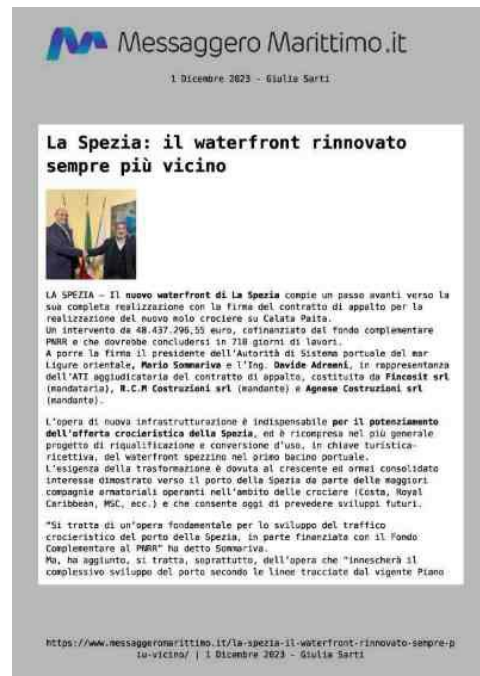 Messaggero Marittimo.it
1 Dicembre 2023 - Giulia Sarti
La Spezia: il waterfront rinnovato
sempre più vicino
LA SPEZIA – Il nuovo waterfront di La Spezia compie un passo avanti verso la
sua completa realizzazione con la firma del contratto di appalto per la
realizzazione del nuovo molo crociere su Calata Paita.
Un intervento da 48.437.296,55 euro, cofinanziato dal fondo complementare
PNRR e che dovrebbe concludersi in 718 giorni di lavori.
A porre la firma il presidente dell'Autorità di Sistema portuale del mar
Ligure orientale, Mario Sommariva e l'Ing. Davide Adremni, in rappresentanza
dell'ATI aggiudicataria del contratto di appalto, costituita da Fincosit srl
(mandataria), R.C.M Costruzioni srl (mandante) e Agnese Costruzioni srl
(mandante).
L'opera di nuova infrastrutturazione è indispensabile per il potenziamento
dell'offerta crocieristica della Spezia, ed è ricompresa nel più generale
progetto di riqualificazione e conversione d'uso, in chiave turistica-
ricettiva, del waterfront spezzino nel primo bacino portuale.
L'esigenza della trasformazione è dovuta al crescente ed ormai consolidato
interesse dimostrato verso il porto della Spezia da parte delle maggiori
compagnie armatoriali operanti nell'ambito delle crociere (Costa, Royal
Caribbean, MSC, ecc.) e che consente oggi di prevedere sviluppi futuri.
"Si tratta di un'opera fondamentale per lo sviluppo del traffico
crocieristico del porto della Spezia, in parte finanziata con il Fondo
Complementare al PNRR" ha detto Sommariva.
Ma, ha aggiunto, si tratta, soprattutto, dell'opera che "innescherà il
complessivo sviluppo del porto secondo le linee tracciate dal vigente Piano
https://www.messaggeromarittimo.it/la-spezia-il-waterfront-rinnovato-sempre-p
iu-vicino/ | 1 Dicembre 2023 - Giulia Sarti